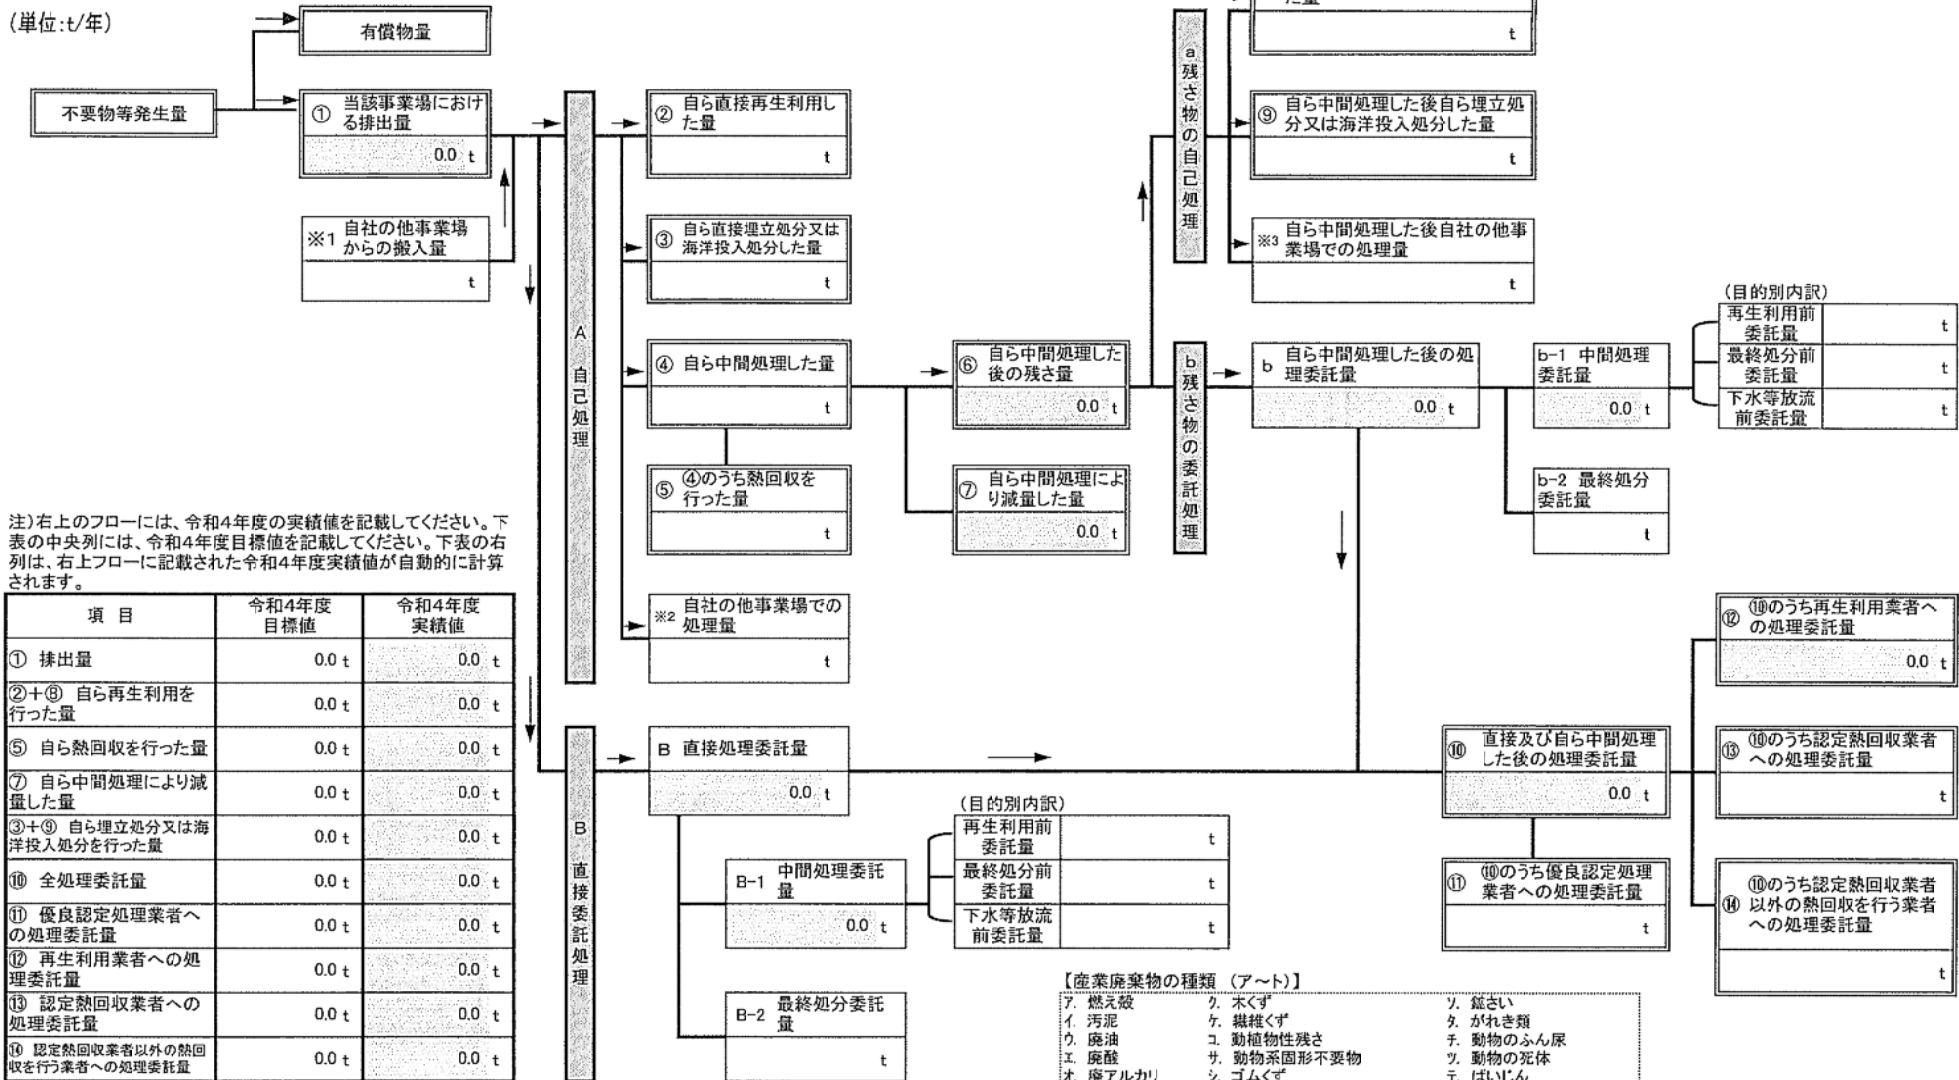 (単位:t/年)
有償物量
不要物等発生量
① 当該事業場におけ
る排出量
0.0 t
※1 自社の他事業場
からの搬入量
t
A 自己処理
② 自ら直接再生利用し
た量
t
③ 自ら直接埋立処分又は
海洋投入処分した量
t
④ 自ら中間処理した量
t
⑤ ④のうち熱回収を
行った量
t
※2 自社の他事業場での
処理量
t
⑥ 自ら中間処理した
後の残さ量
0.0 t
⑦ 自ら中間処理によ
り減量した量
0.0 t
a 残さ物の自己処理
た量
t
⑨ 自ら中間処理した後自ら埋立処
分又は海洋投入処分した量
t
※3 自ら中間処理した後自社の他事
業場での処理量
t
b 残さ物の委託処理
b 自ら中間処理した後の処
理委託量
0.0 t
b-1 中間処理
委託量
0.0 t
(目的別内訳)
再生利用前
委託量
t
最終処分前
委託量
t
下水等放流
前委託量
t
b-2 最終処分
委託量
t
注)右上のフローには、令和4年度の実績値を記載してください。下
表の中央列には、令和4年度目標値を記載してください。下表の右
列は、右上フローに記載された令和4年度実績値が自動的に計算
されます。
項 目 令和4年度 目標値 令和4年度 実績値
① 排出量 0.0 t 0.0 t
②+⑧ 自ら再生利用を
行った量 0.0 t 0.0 t
⑤ 自ら熱回収を行った量 0.0 t 0.0 t
⑦ 自ら中間処理により減
量した量 0.0 t 0.0 t
③+⑨ 自ら埋立処分又は海
洋投入処分を行った量 0.0 t 0.0 t
⑩ 全処理委託量 0.0 t 0.0 t
⑪ 優良認定処理業者へ
の処理委託量 0.0 t 0.0 t
⑫ 再生利用業者への処
理委託量 0.0 t 0.0 t
⑬ 認定熱回収業者への
処理委託量 0.0 t 0.0 t
⑭ 認定熱回収業者以外の熱回
収を行う業者への処理委託量 0.0 t 0.0 t
B 直接委託処理
B 直接処理委託量
0.0 t
B-1 中間処理委託
量
0.0 t
(目的別内訳)
再生利用前
委託量
t
最終処分前
委託量
t
下水等放流
前委託量
t
B-2 最終処分委託
量
t
⑩ 直接及び自ら中間処理
した後の処理委託量
0.0 t
⑪ ⑩のうち優良認定処理
業者への処理委託量
t
⑫ ⑩のうち再生利用業者へ
の処理委託量
0.0 t
⑬ ⑩のうち認定熱回収業者
への処理委託量
t
⑭ ⑩のうち認定熱回収業者
以外の熱回収を行う業者
への処理委託量
t
【産業廃棄物の種類 (ア~ト)】
ア. 燃え殻 ク. 木くず ソ. 鉱さい
イ. 汚泥 ケ. 繊維くず タ. がれき類
ウ. 廃油 コ. 動植物性残さ チ. 動物のふん尿
エ. 廃酸 サ. 動物系固形不要物 ツ. 動物の死体
オ. 廃アルカリ シ. ゴムくず テ. ばいじん